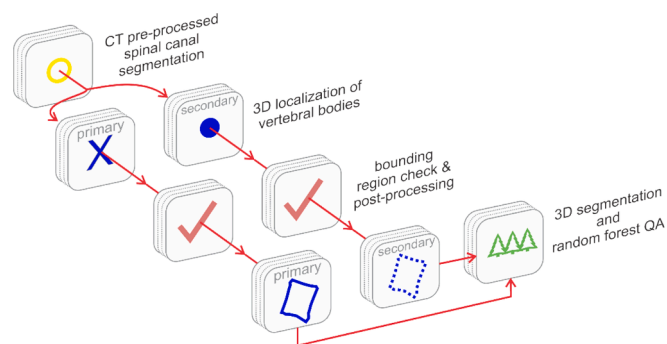 CT pre-processed
spinal canal
segmentation
primary
secondary
3D localization of
vertebral bodies
bounding
region check &
post-processing
primary
secondary
3D segmentation
and
random forest QA